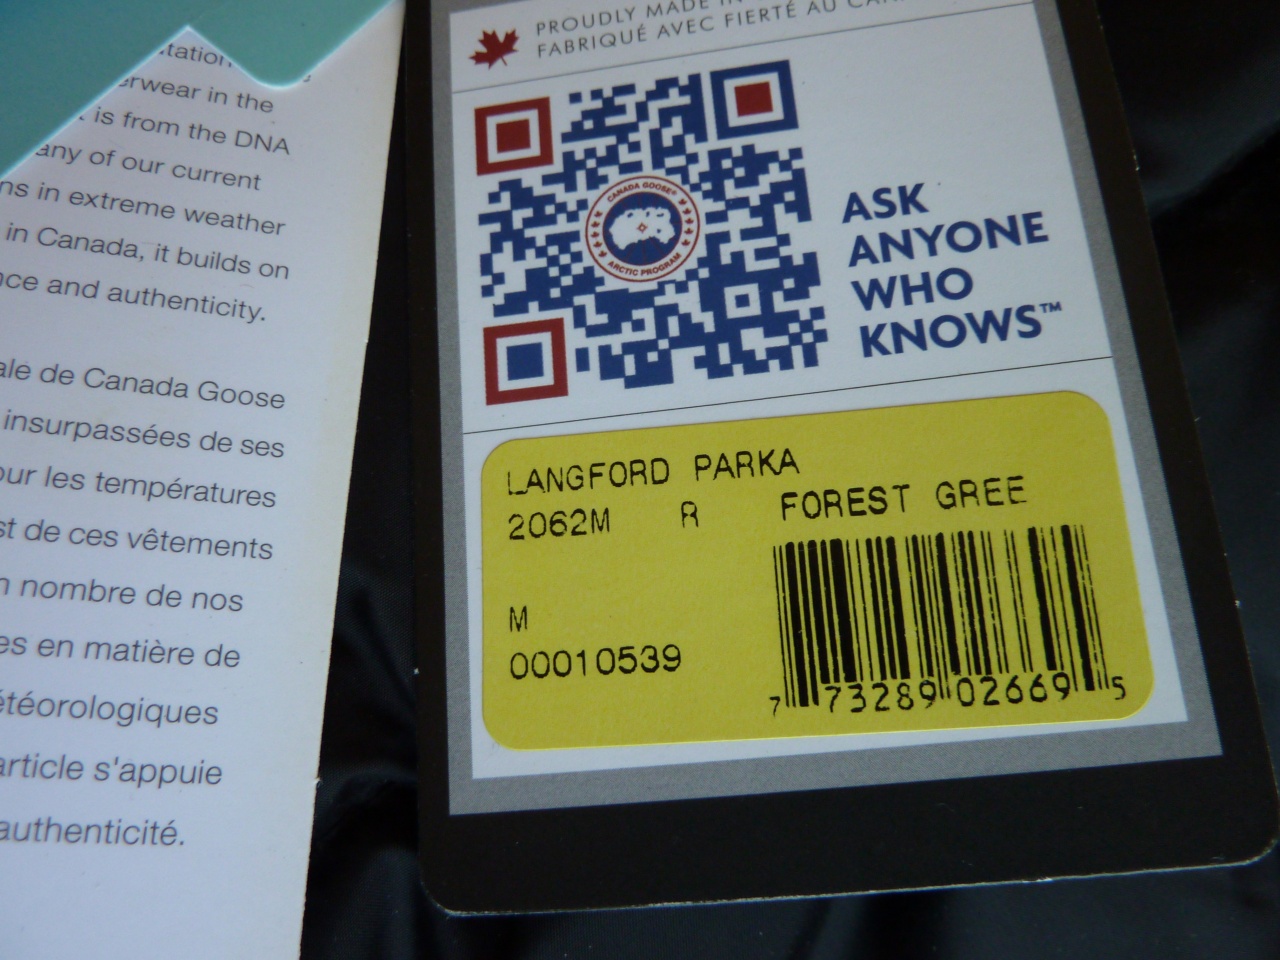 tation
erwear in the
is from the DNA
any of our current
ns in extreme weather
in Canada, it builds on
nce and authenticity.
ale de Canada Goose
insurpassées de ses
our les températures
st de ces vêtements
n nombre de nos
es en matière de
étéorologiques
article s'appuie
authenticité.
PROUDLY MADE IN
FABRIQUÉ AVEC FIERTÉ AU CAN
CANADA GOOSE®
ARCTIC PROGRAM
ASK
ANYONE
WHO
KNOWS™
LANGFORD PARKA
2062M R FOREST GREE
M
00010539
7 73289 02669 5